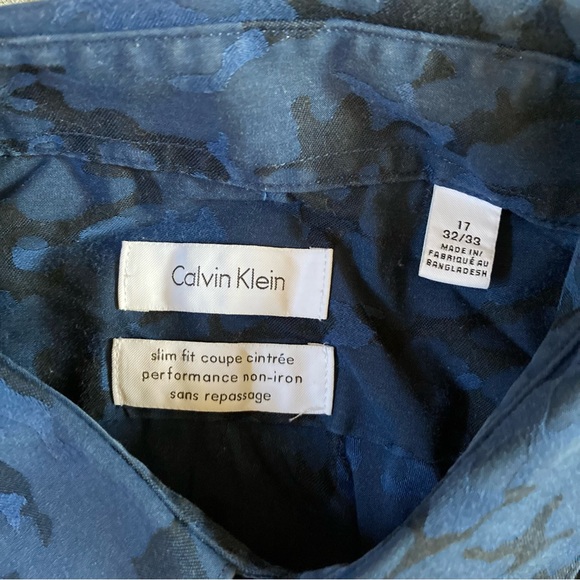 Calvin Klein
slim fit coupe cintrée
performance non-iron
sans repassage
17
32/33
MADE IN/
FABRIQUÉ AU
BANGLADESH